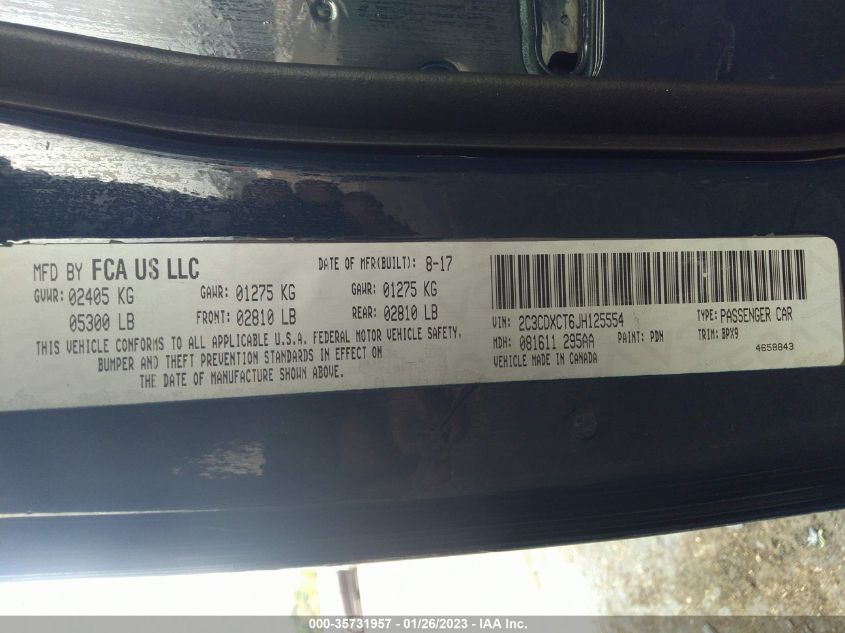 MFD BY FCA US LLC DATE OF MFR(BUILT): 8-17
GVWR: 02405 KG GAWR: 01275 KG GAWR: 01275 KG
05300 LB FRONT: 02810 LB REAR: 02810 LB
THIS VEHICLE CONFORMS TO ALL APPLICABLE U.S.A. FEDERAL MOTOR VEHICLE SAFETY,
BUMPER AND THEFT PREVENTION STANDARDS IN EFFECT ON
THE DATE OF MANUFACTURE SHOWN ABOVE.
VIN: 2C3CDXCT6JH125554 TYPE: PASSENGER CAR
MDH: 081611 295AA PAINT: PDN TRIM: BPX9
VEHICLE MADE IN CANADA 4658843
000-35731957 - 01/26/2023 - IAA Inc.